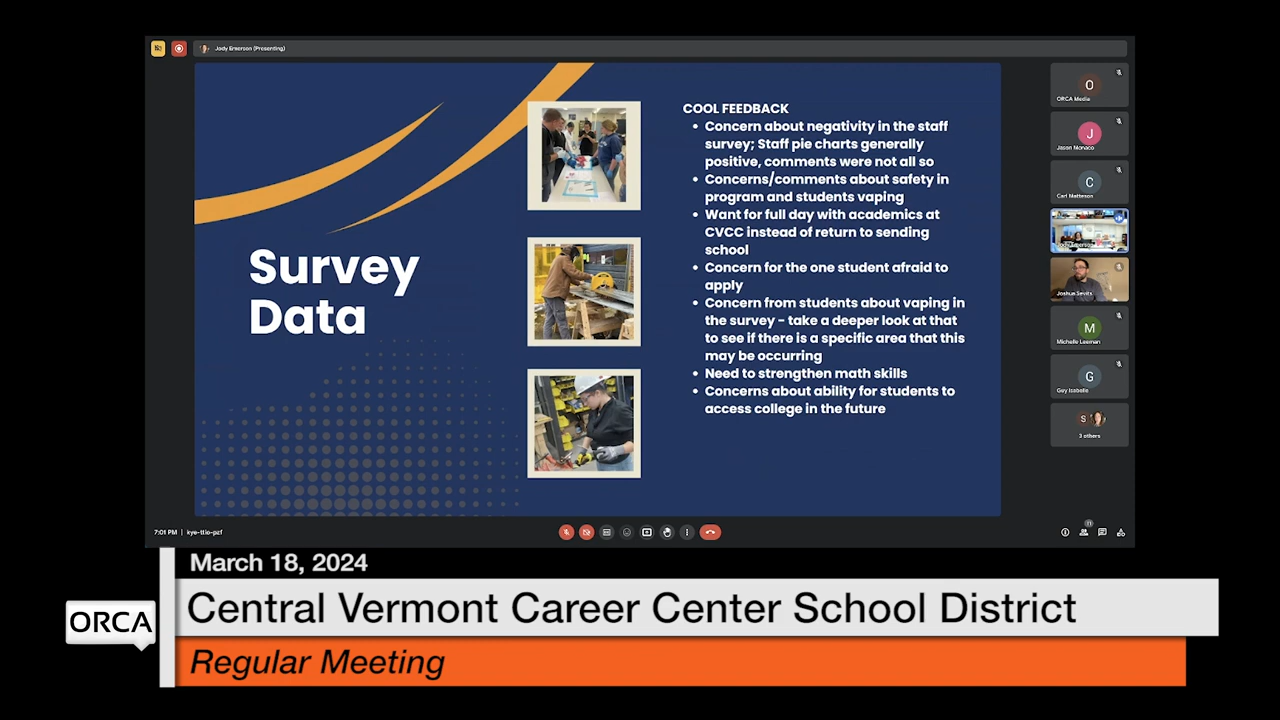 Jody Emerson (Presenting)
Survey
Data
COOL FEEDBACK
• Concern about negativity in the staff
survey; Staff pie charts generally
positive, comments were not all so
• Concerns/comments about safety in
program and students vaping
• Want for full day with academics at
CVCC instead of return to sending
school
• Concern for the one student afraid to
apply
• Concern from students about vaping in
the survey - take a deeper look at that
to see if there is a specific area that this
may be occurring
• Need to strengthen math skills
• Concerns about ability for students to
access college in the future
O
ORCA Media
J
Jason Monaco
C
Carl Matteson
Jody Emerson
Joshua Sevits
M
Michelle Leeman
G
Guy Isabelle
S
3 others
7:01 PM | kye-ttio-pzf
11
March 18, 2024
Central Vermont Career Center School District
ORCA
Regular Meeting